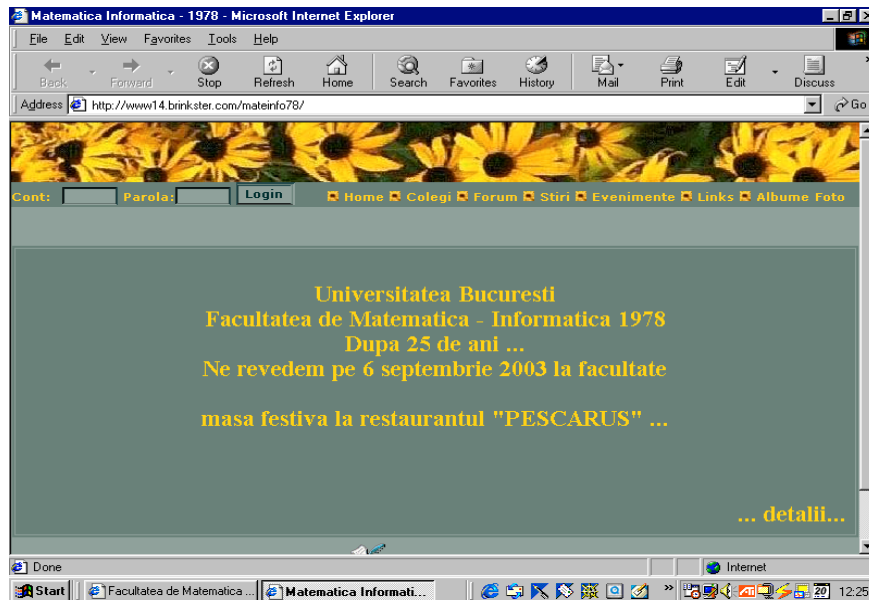 Matematica Informatica - 1978 - Microsoft Internet Explorer
File Edit View Favorites Tools Help
Back Forward Stop Refresh Home Search Favorites History Mail Print Edit Discuss »
Address http://www14.brinkster.com/mateinfo78/ Go
Cont: Parola: Login Home Colegi Forum Stiri Evenimente Links Albume Foto
Universitatea Bucuresti
Facultatea de Matematica - Informatica 1978
Dupa 25 de ani ...
Ne revedem pe 6 septembrie 2003 la facultate
masa festiva la restaurantul "PESCARUS" ...
... detalii...
Done Internet
Start Facultatea de Matematica ... Matematica Informati... » 20 12:25